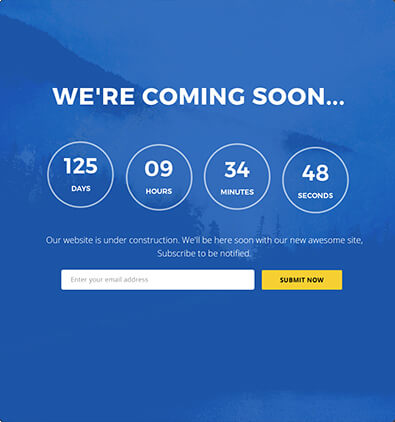 WE'RE COMING SOON...
125
DAYS
09
HOURS
34
MINUTES
48
SECONDS
Our website is under construction. We'll be here soon with our new awesome site,
Subscribe to be notified.
Enter your email address
SUBMIT NOW